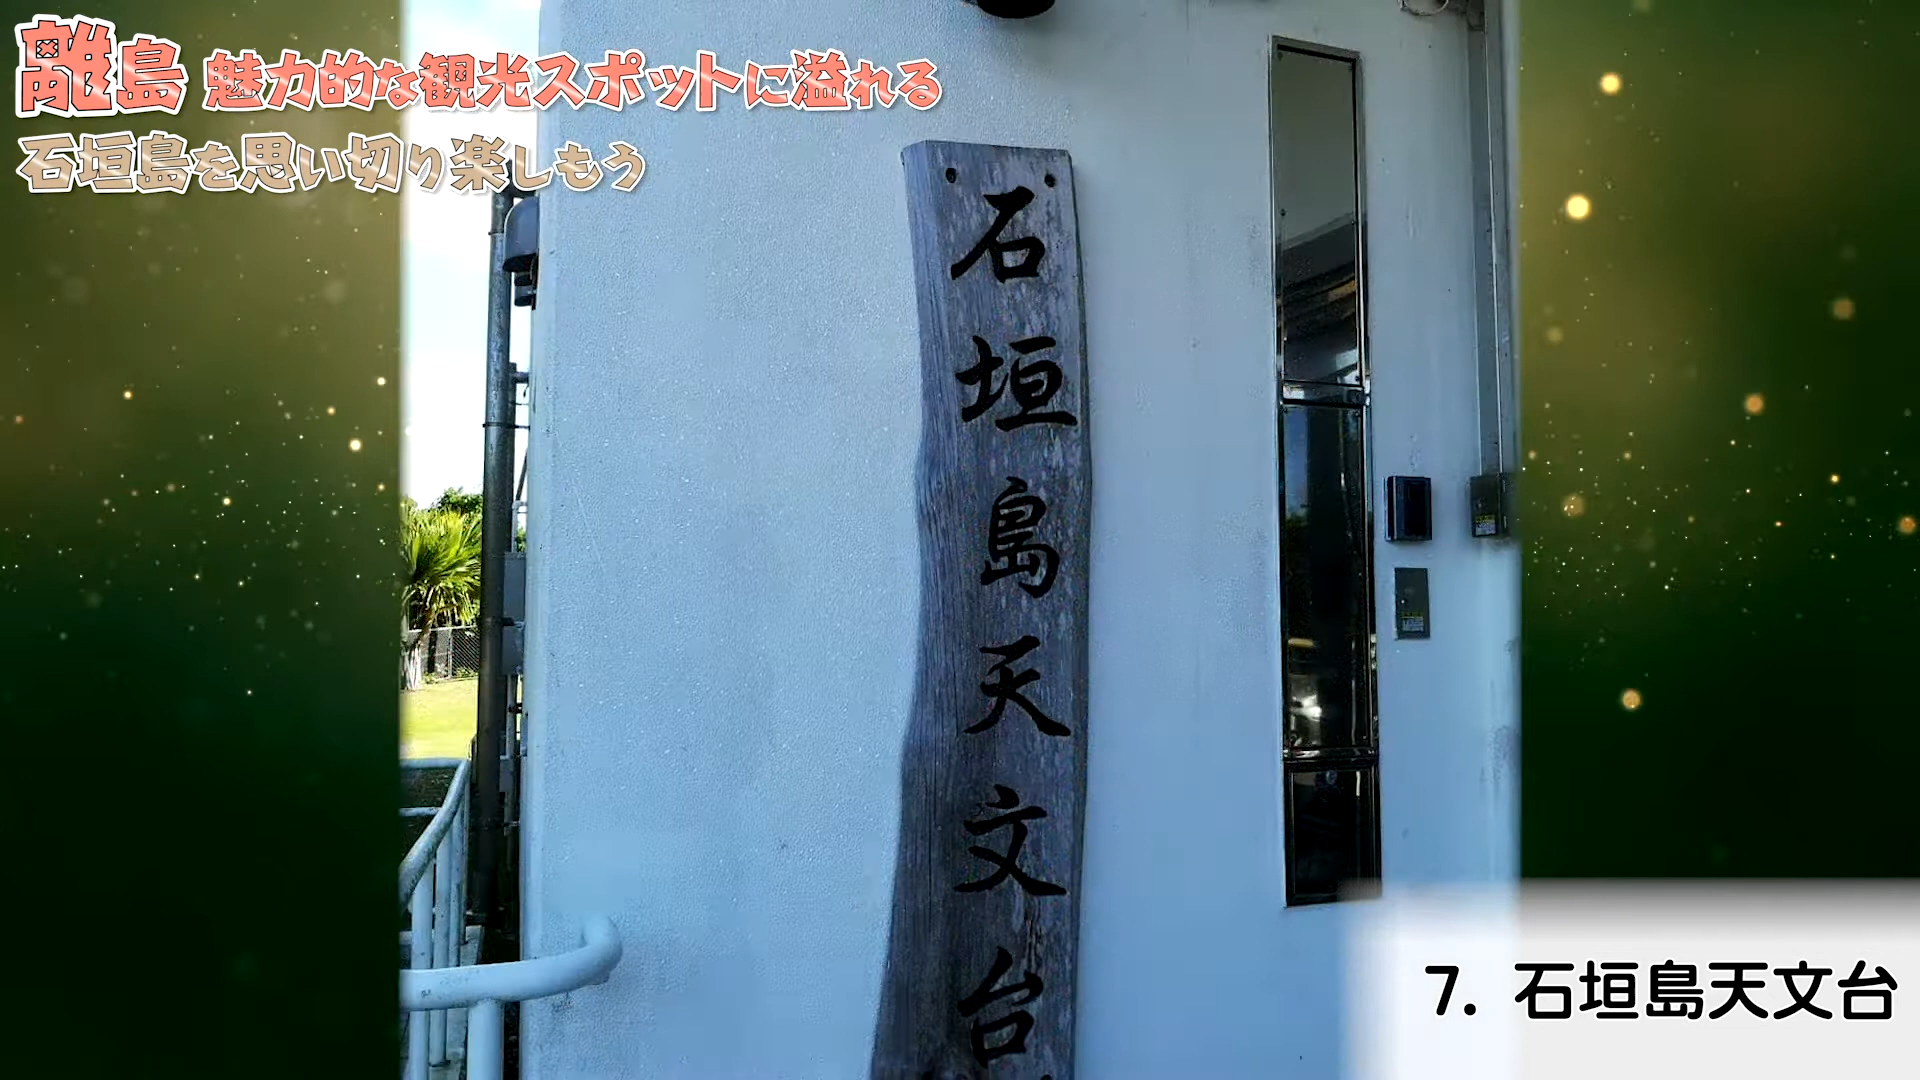 離島 魅力的な観光スポットに溢れる
石垣島を思い切り楽しもう
石垣島天文台
7. 石垣島天文台